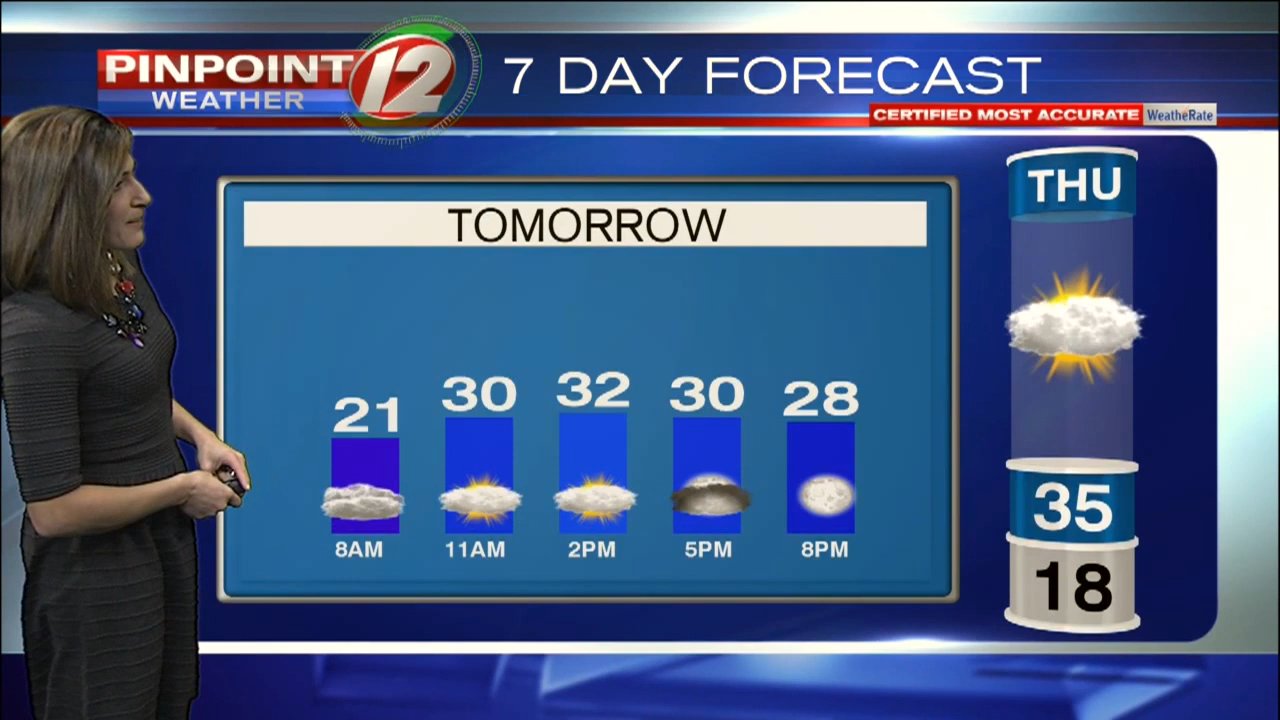 PINPOINT 12
WEATHER
7 DAY FORECAST
CERTIFIED MOST ACCURATE WeatheRate
THU
TOMORROW
21 30 32 30 28
8AM 11AM 2PM 5PM 8PM
35
18